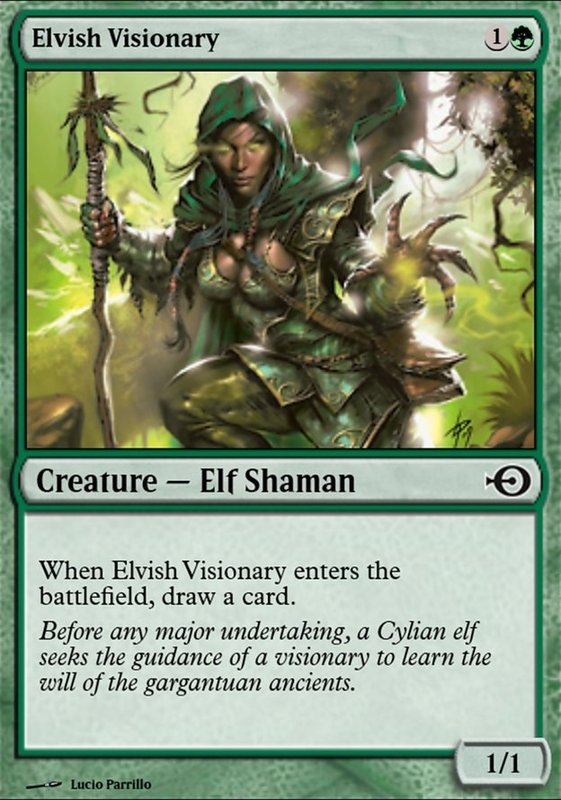 Elvish Visionary 1
Creature — Elf Shaman
When Elvish Visionary enters the
battlefield, draw a card.
Before any major undertaking, a Cylian elf
seeks the guidance of a visionary to learn the
will of the gargantuan ancients.
1/1
Lucio Parrillo